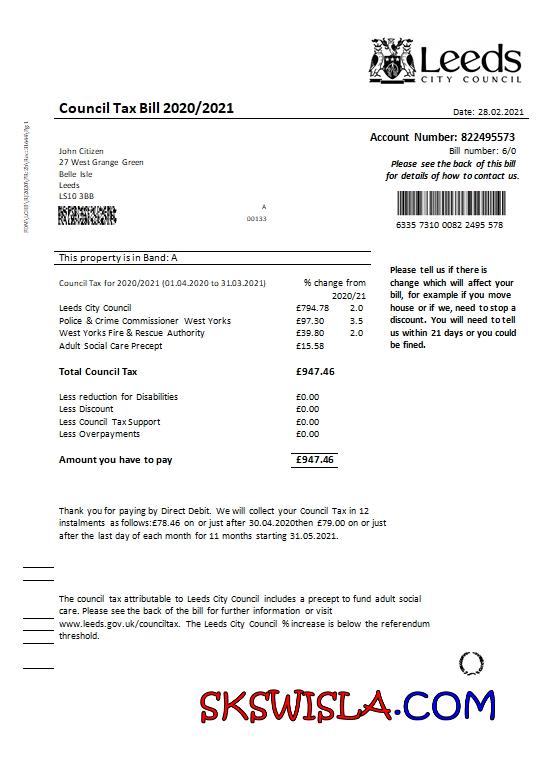 Leeds
CITY COUNCIL
Council Tax Bill 2020/2021
Date: 28.02.2021
Account Number: 822495573
Bill number: 6/0
Please see the back of this bill
for details of how to contact us.
John Citizen
27 West Grange Green
Belle Isle
Leeds
LS10 3BB
A
00133
6335 7310 0082 2495 578
This property is in Band: A
Council Tax for 2020/2021 (01.04.2020 to 31.03.2021) % change from
2020/21
Leeds City Council £794.78 2.0
Police & Crime Commissioner West Yorks £97.30 3.5
West Yorks Fire & Rescue Authority £39.80 2.0
Adult Social Care Precept £15.58
Total Council Tax £947.46
Less reduction for Disabilities £0.00
Less Discount £0.00
Less Council Tax Support £0.00
Less Overpayments £0.00
Amount you have to pay £947.46
Please tell us if there is
change which will affect your
bill, for example if you move
house or if we, need to stop a
discount. You will need to tell
us within 21 days or you could
be fined.
Thank you for paying by Direct Debit. We will collect your Council Tax in 12
instalments as follows:£78.46 on or just after 30.04.2020then £79.00 on or just
after the last day of each month for 11 months starting 31.05.2021.
The council tax attributable to Leeds City Council includes a precept to fund adult social
care. Please see the back of the bill for further information or visit
www.leeds.gov.uk/counciltax. The Leeds City Council % increase is below the referendum
threshold.
SKSWISLA.COM